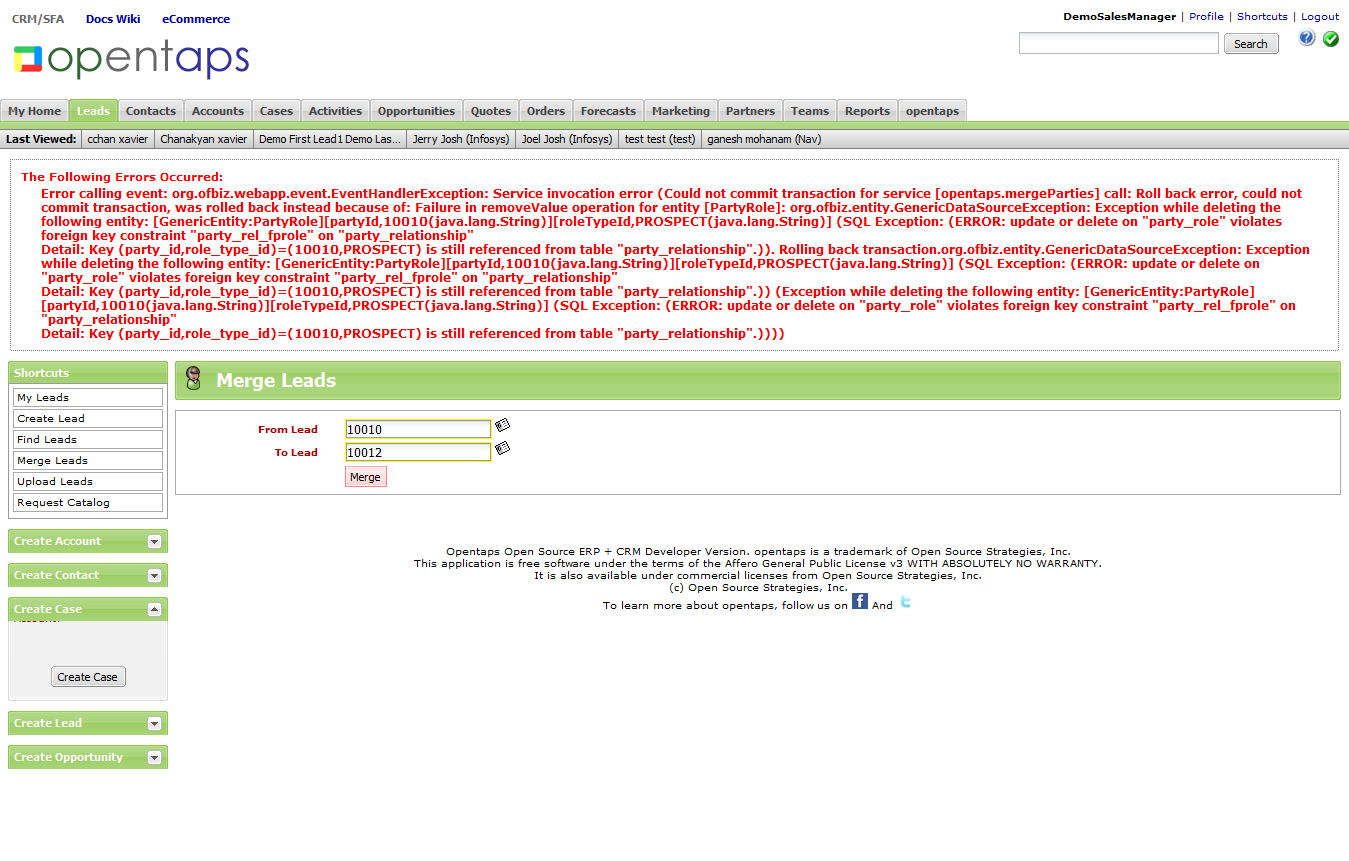 CRM/SFA Docs Wiki eCommerce
DemoSalesManager | Profile | Shortcuts | Logout
opentaps
Search
My Home Leads Contacts Accounts Cases Activities Opportunities Quotes Orders Forecasts Marketing Partners Teams Reports opentaps
Last Viewed: cchan xavier Chanakyan xavier Demo First Lead1 Demo Las... Jerry Josh (Infosys) Joel Josh (Infosys) test test (test) ganesh mohanam (Nav)
The Following Errors Occurred:
Error calling event: org.ofbiz.webapp.event.EventHandlerException: Service invocation error (Could not commit transaction for service [opentaps.mergeParties] call: Roll back error, could not
commit transaction, was rolled back instead because of: Failure in removeValue operation for entity [PartyRole]: org.ofbiz.entity.GenericDataSourceException: Exception while deleting the
following entity: [GenericEntity:PartyRole][partyId,10010(java.lang.String)][roleTypeId,PROSPECT(java.lang.String)] (SQL Exception: (ERROR: update or delete on "party_role" violates
foreign key constraint "party_rel_fprole" on "party_relationship"
Detail: Key (party_id,role_type_id)=(10010,PROSPECT) is still referenced from table "party_relationship".)). Rolling back transaction.org.ofbiz.entity.GenericDataSourceException: Exception
while deleting the following entity: [GenericEntity:PartyRole][partyId,10010(java.lang.String)][roleTypeId,PROSPECT(java.lang.String)] (SQL Exception: (ERROR: update or delete on
"party_role" violates foreign key constraint "party_rel_fprole" on "party_relationship"
Detail: Key (party_id,role_type_id)=(10010,PROSPECT) is still referenced from table "party_relationship".)) (Exception while deleting the following entity: [GenericEntity:PartyRole]
[partyId,10010(java.lang.String)][roleTypeId,PROSPECT(java.lang.String)] (SQL Exception: (ERROR: update or delete on "party_role" violates foreign key constraint "party_rel_fprole" on
"party_relationship"
Detail: Key (party_id,role_type_id)=(10010,PROSPECT) is still referenced from table "party_relationship".))))
Shortcuts
My Leads
Create Lead
Find Leads
Merge Leads
Upload Leads
Request Catalog
Create Account
Create Contact
Create Case
Create Case
Create Lead
Create Opportunity
Merge Leads
From Lead 10010
To Lead 10012
Merge
Opentaps Open Source ERP + CRM Developer Version. opentaps is a trademark of Open Source Strategies, Inc.
This application is free software under the terms of the Affero General Public License v3 WITH ABSOLUTELY NO WARRANTY.
It is also available under commercial licenses from Open Source Strategies, Inc.
(c) Open Source Strategies, Inc.
To learn more about opentaps, follow us on f And t